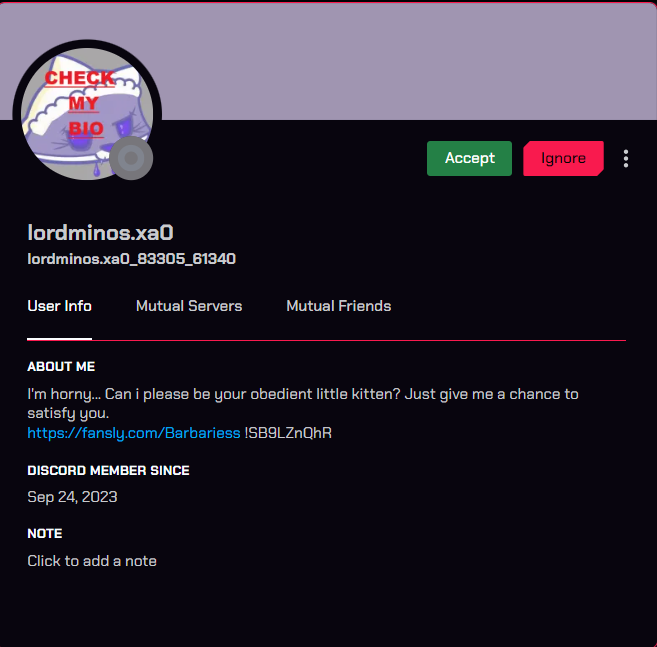 CHECK
MY
BIO
Accept
Ignore
lordminos.xa0
lordminos.xa0_83305_61340
User Info
Mutual Servers
Mutual Friends
ABOUT ME
I'm horny... Can i please be your obedient little kitten? Just give me a chance to
satisfy you.
https://fansly.com/Barbariess !SB9LZnQhR
DISCORD MEMBER SINCE
Sep 24, 2023
NOTE
Click to add a note